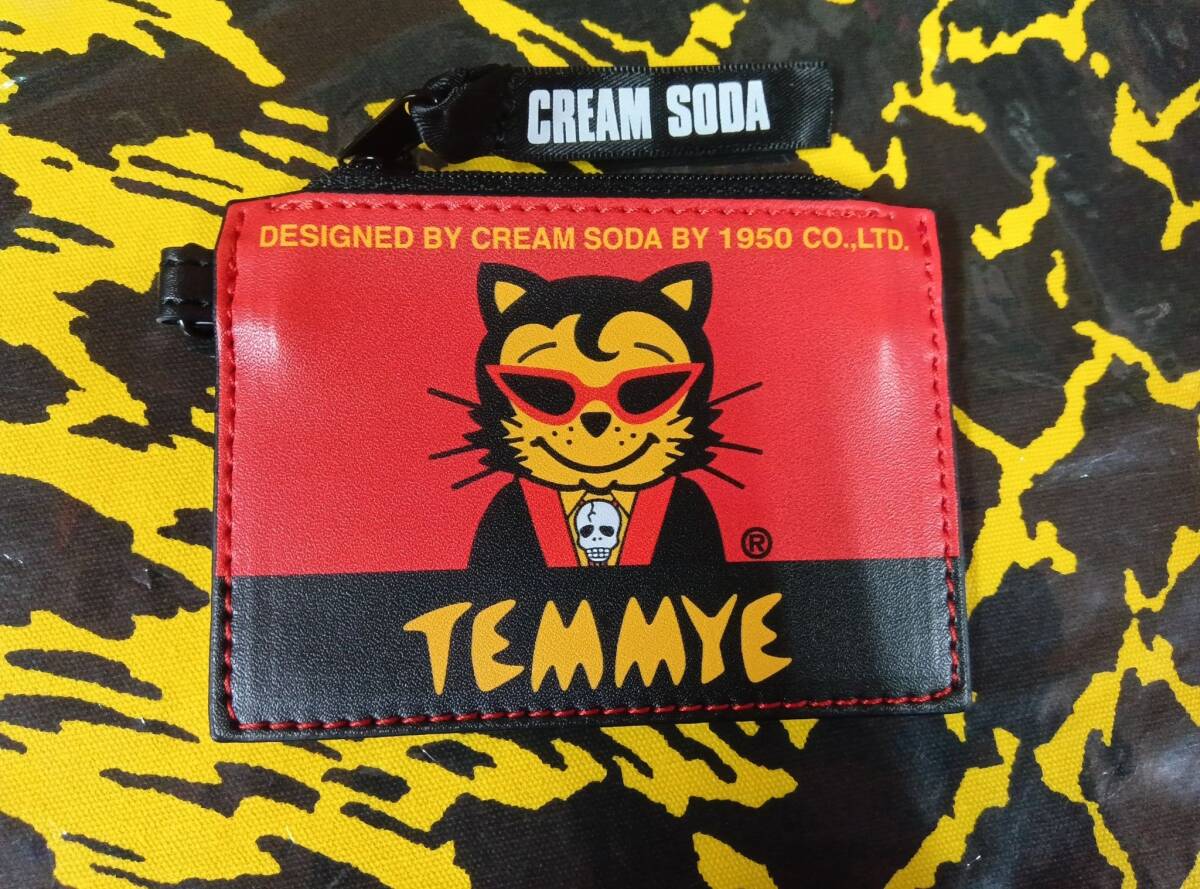 CREAM SODA
DESIGNED BY CREAM SODA BY 1950 CO.,LTD.
®
TEMMYE